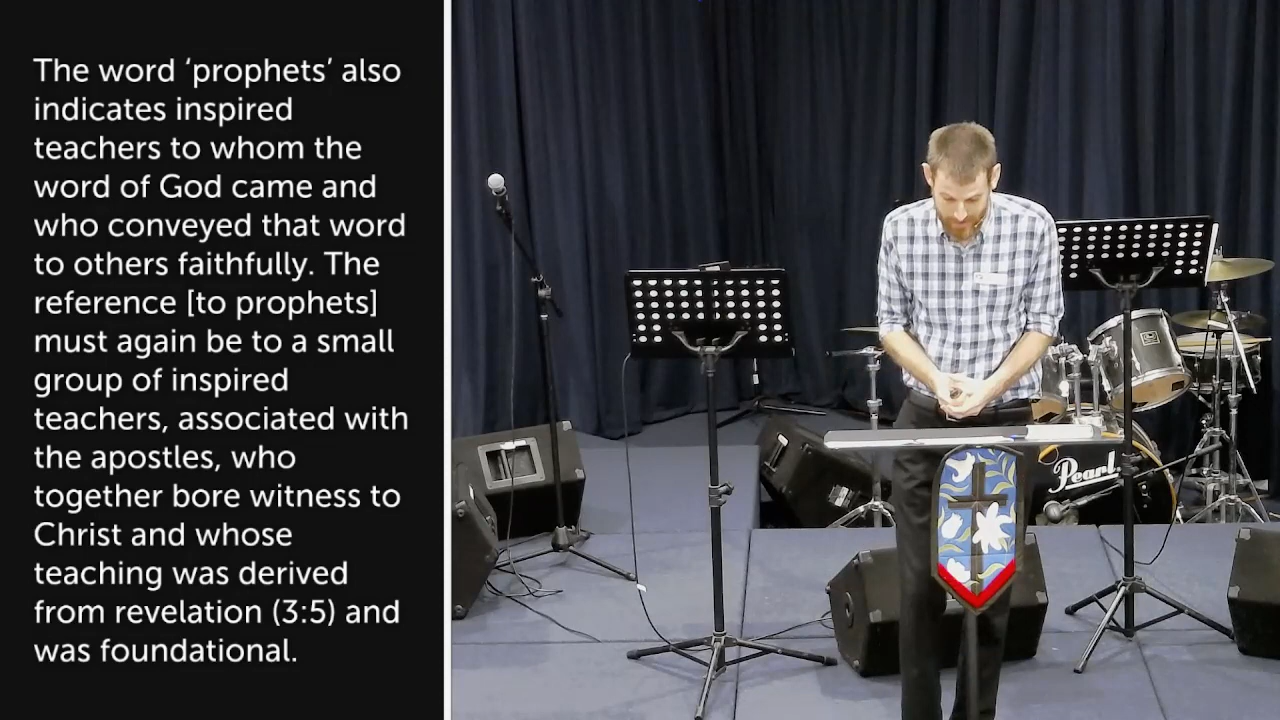 The word ‘prophets’ also
indicates inspired
teachers to whom the
word of God came and
who conveyed that word
to others faithfully. The
reference [to prophets]
must again be to a small
group of inspired
teachers, associated with
the apostles, who
together bore witness to
Christ and whose
teaching was derived
from revelation (3:5) and
was foundational.
Pearl